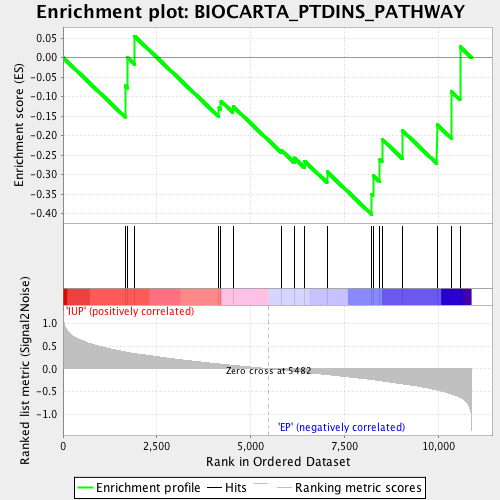 Enrichment plot: BIOCARTA_PTDINS_PATHWAY
Enrichment score (ES)
0.05
0.00
-0.05
-0.10
-0.15
-0.20
-0.25
-0.30
-0.35
-0.40
'IUP' (positively correlated)
Ranked list metric (Signal2Noise)
1.0
0.5
0.0
-0.5
-1.0
Zero cross at 5482
'EP' (negatively correlated)
0
2,500
5,000
7,500
10,000
Rank in Ordered Dataset
Enrichment profile
Hits
Ranking metric scores